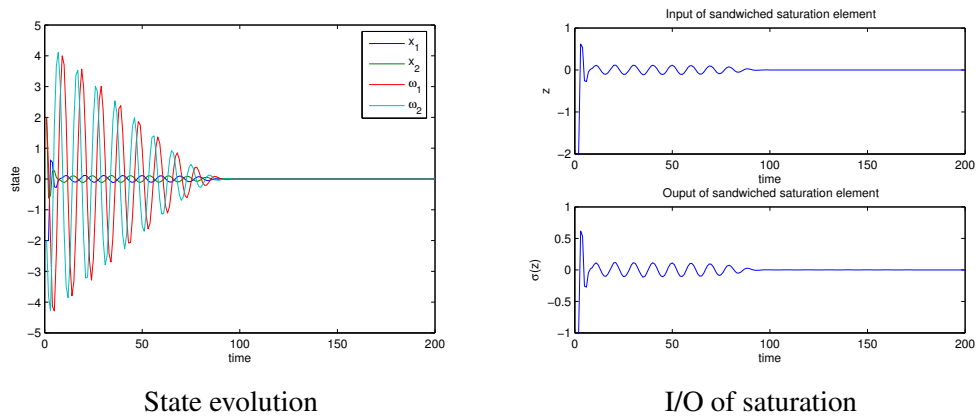 5
4
3
2
1
0
−1
−2
−3
−4
−5
state
0
50
100
150
200
time
x₁
x₂
ω₁
ω₂
State evolution
Input of sandwiched saturation element
1
0
−1
−2
z
0
50
100
150
200
time
Ouput of sandwiched saturation element
1
0.5
0
−0.5
−1
σ(z)
0
50
100
150
200
time
I/O of saturation